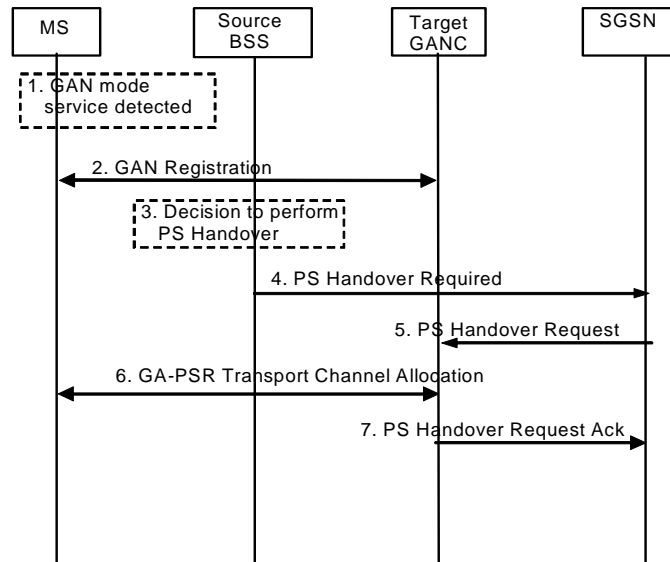 MS
Source
BSS
Target
GANC
SGSN
1. GAN mode
service detected
2. GAN Registration
3. Decision to perform
PS Handover
4. PS Handover Required
5. PS Handover Request
6. GA-PSR Transport Channel Allocation
7. PS Handover Request Ack